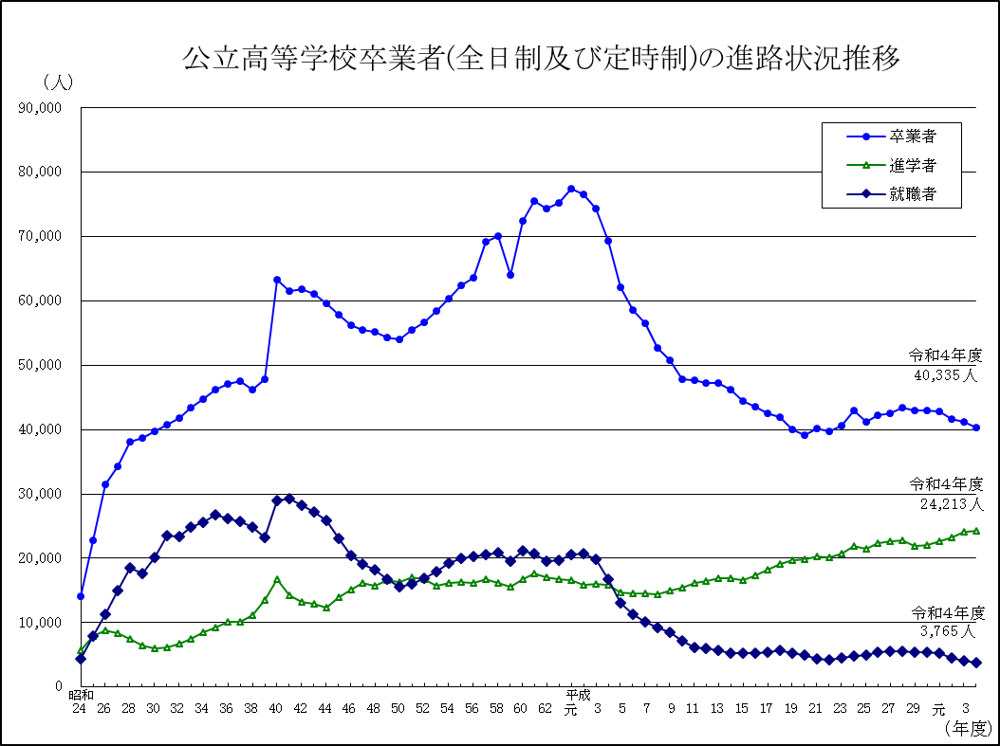 公立高等学校卒業者(全日制及び定時制)の進路状況推移
(人)
90,000
卒業者
進学者
就職者
80,000
70,000
60,000
50,000
40,000
30,000
20,000
10,000
0
令和4年度
40,335人
令和4年度
24,213人
令和4年度
3,765人
昭和 平成
24 26 28 30 32 34 36 38 40 42 44 46 48 50 52 54 56 58 60 62 元 3 5 7 9 11 13 15 17 19 21 23 25 27 29 元 3
(年度)